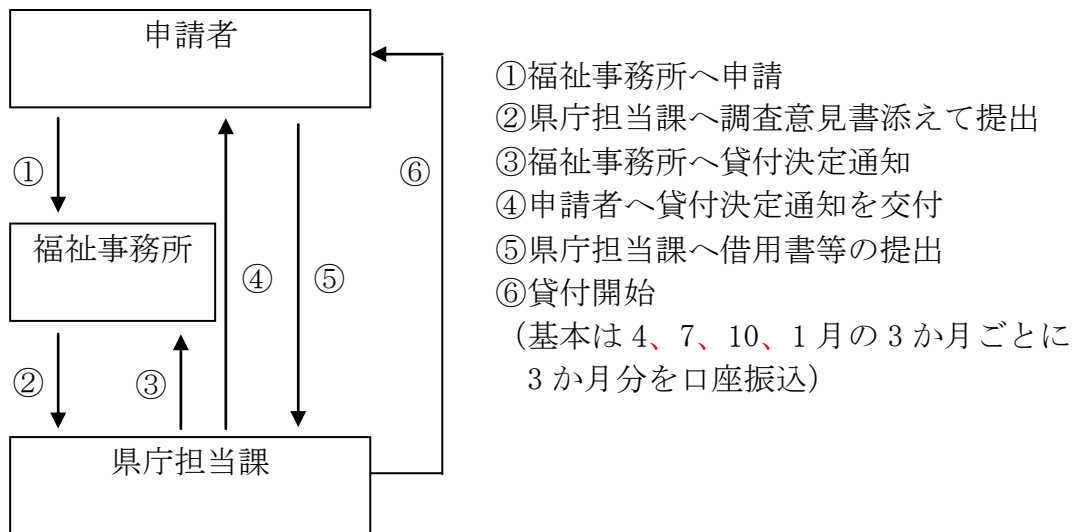 申請者
①
⑥
福祉事務所
④
⑤
②
③
県庁担当課
①福祉事務所へ申請
②県庁担当課へ調査意見書添えて提出
③福祉事務所へ貸付決定通知
④申請者へ貸付決定通知を交付
⑤県庁担当課へ借用書等の提出
⑥貸付開始
（基本は 4、7、10、1 月の 3 か月ごとに
3 か月分を口座振込）